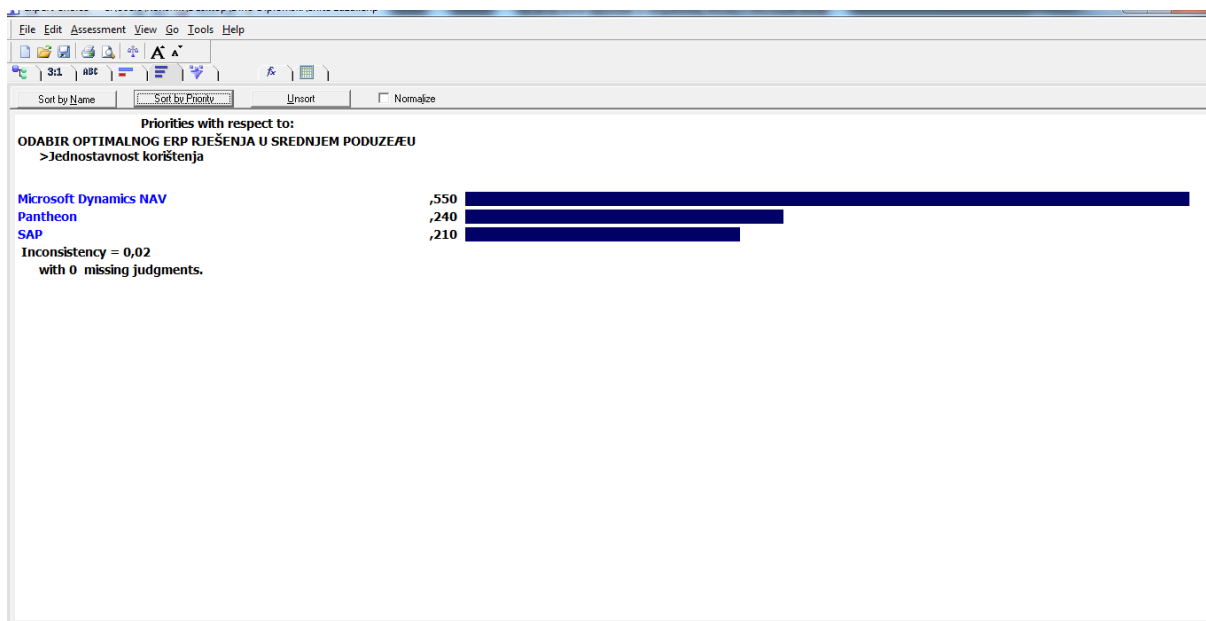 File Edit Assessment View Go Tools Help
A A
3:1 ABC fx
Sort by Name Sort by Priority Unsort Normalize
Priorities with respect to:
ODABIR OPTIMALNOG ERP RJEŠENJA U SREDNJEM PODUZEÆU
>Jednostavnost korištenja
Microsoft Dynamics NAV ,550
Pantheon ,240
SAP ,210
Inconsistency = 0,02
with 0 missing judgments.